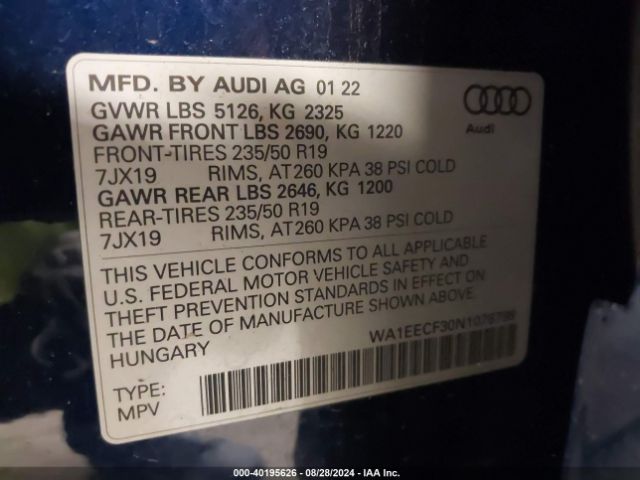 MFD. BY AUDI AG 01 22
GVWR LBS 5126, KG 2325
GAWR FRONT LBS 2690, KG 1220
FRONT-TIRES 235/50 R19
7JX19 RIMS, AT 260 KPA 38 PSI COLD
GAWR REAR LBS 2646, KG 1200
REAR-TIRES 235/50 R19
7JX19 RIMS, AT 260 KPA 38 PSI COLD
Audi
THIS VEHICLE CONFORMS TO ALL APPLICABLE
U.S. FEDERAL MOTOR VEHICLE SAFETY AND
THEFT PREVENTION STANDARDS IN EFFECT ON
THE DATE OF MANUFACTURE SHOWN ABOVE.
HUNGARY
TYPE:
MPV
000-40195626 - 08/28/2024 - IAA Inc.